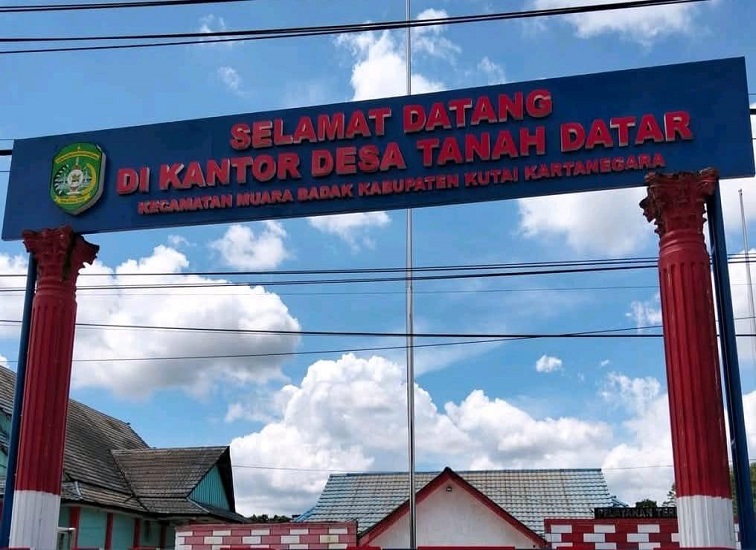 SELAMAT DATANG
DI KANTOR DESA TANAH DATAR
KECAMATAN MUARA BADAK KABUPATEN KUTAI KARTANEGARA